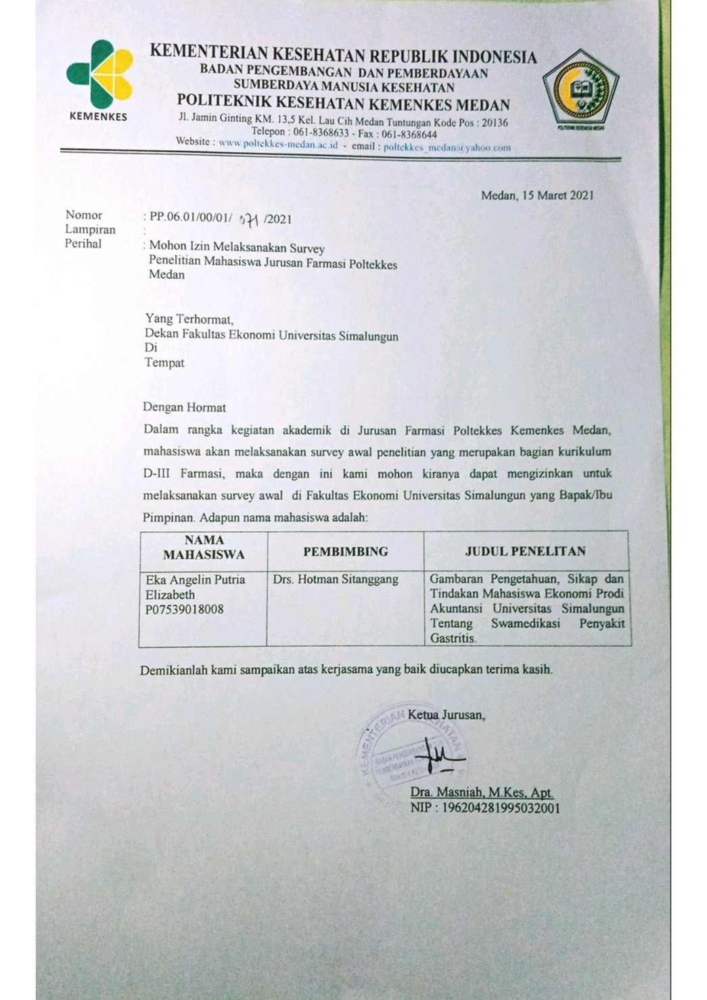 KEMENTERIAN KESEHATAN REPUBLIK INDONESIA
BADAN PENGEMBANGAN DAN PEMBERDAYAAN
SUMBERDAYA MANUSIA KESEHATAN
POLITEKNIK KESEHATAN KEMENKES MEDAN
Jl. Jamin Ginting KM. 13,5 Kel. Lau Cih Medan Tuntungan Kode Pos : 20136
Telepon : 061-8368633 - Fax : 061-8368644
Website : www.poltekkes-medan.ac.id - email : poltekkes_medan@yahoo.com
KEMENKES
POLITEKNIK KESEHATAN MEDAN
Medan, 15 Maret 2021
Nomor : PP.06.01/00/01/ 071 /2021
Lampiran :
Perihal : Mohon Izin Melaksanakan Survey
Penelitian Mahasiswa Jurusan Farmasi Poltekkes
Medan
Yang Terhormat,
Dekan Fakultas Ekonomi Universitas Simalungun
Di
Tempat
Dengan Hormat
Dalam rangka kegiatan akademik di Jurusan Farmasi Poltekkes Kemenkes Medan,
mahasiswa akan melaksanakan survey awal penelitian yang merupakan bagian kurikulum
D-III Farmasi, maka dengan ini kami mohon kiranya dapat mengizinkan untuk
melaksanakan survey awal di Fakultas Ekonomi Universitas Simalungun yang Bapak/Ibu
Pimpinan. Adapun nama mahasiswa adalah:
NAMA
MAHASISWA
PEMBIMBING
JUDUL PENELITAN
Eka Angelin Putria
Elizabeth
P07539018008
Drs. Hotman Sitanggang
Gambaran Pengetahuan, Sikap dan
Tindakan Mahasiswa Ekonomi Prodi
Akuntansi Universitas Simalungun
Tentang Swamedikasi Penyakit
Gastritis.
Demikianlah kami sampaikan atas kerjasama yang baik diucapkan terima kasih.
Ketua Jurusan,
KEMENTERIAN KESEHATAN
BADAN PENGEMBANGAN
Dra. Masniah, M.Kes, Apt.
NIP : 196204281995032001